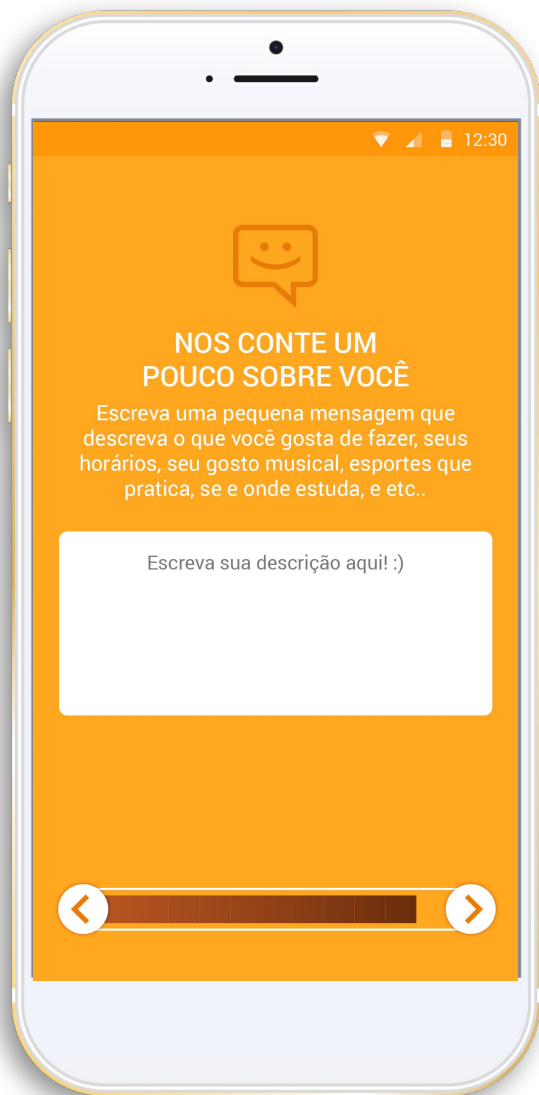 12:30
NOS CONTE UM
POUCO SOBRE VOCÊ
Escreva uma pequena mensagem que
descreva o que você gosta de fazer, seus
horários, seu gosto musical, esportes que
pratica, se e onde estuda, e etc..
Escreva sua descrição aqui! :)